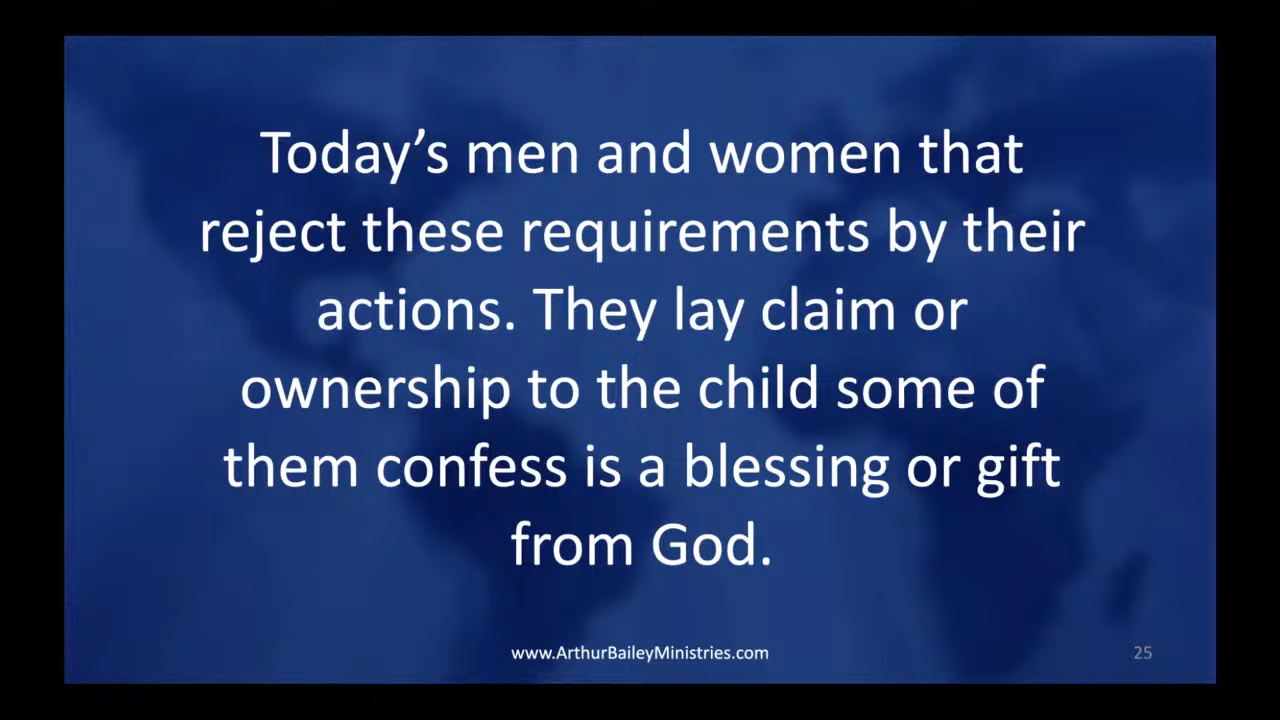 Today’s men and women that
reject these requirements by their
actions. They lay claim or
ownership to the child some of
them confess is a blessing or gift
from God.
www.ArthurBaileyMinistries.com
25